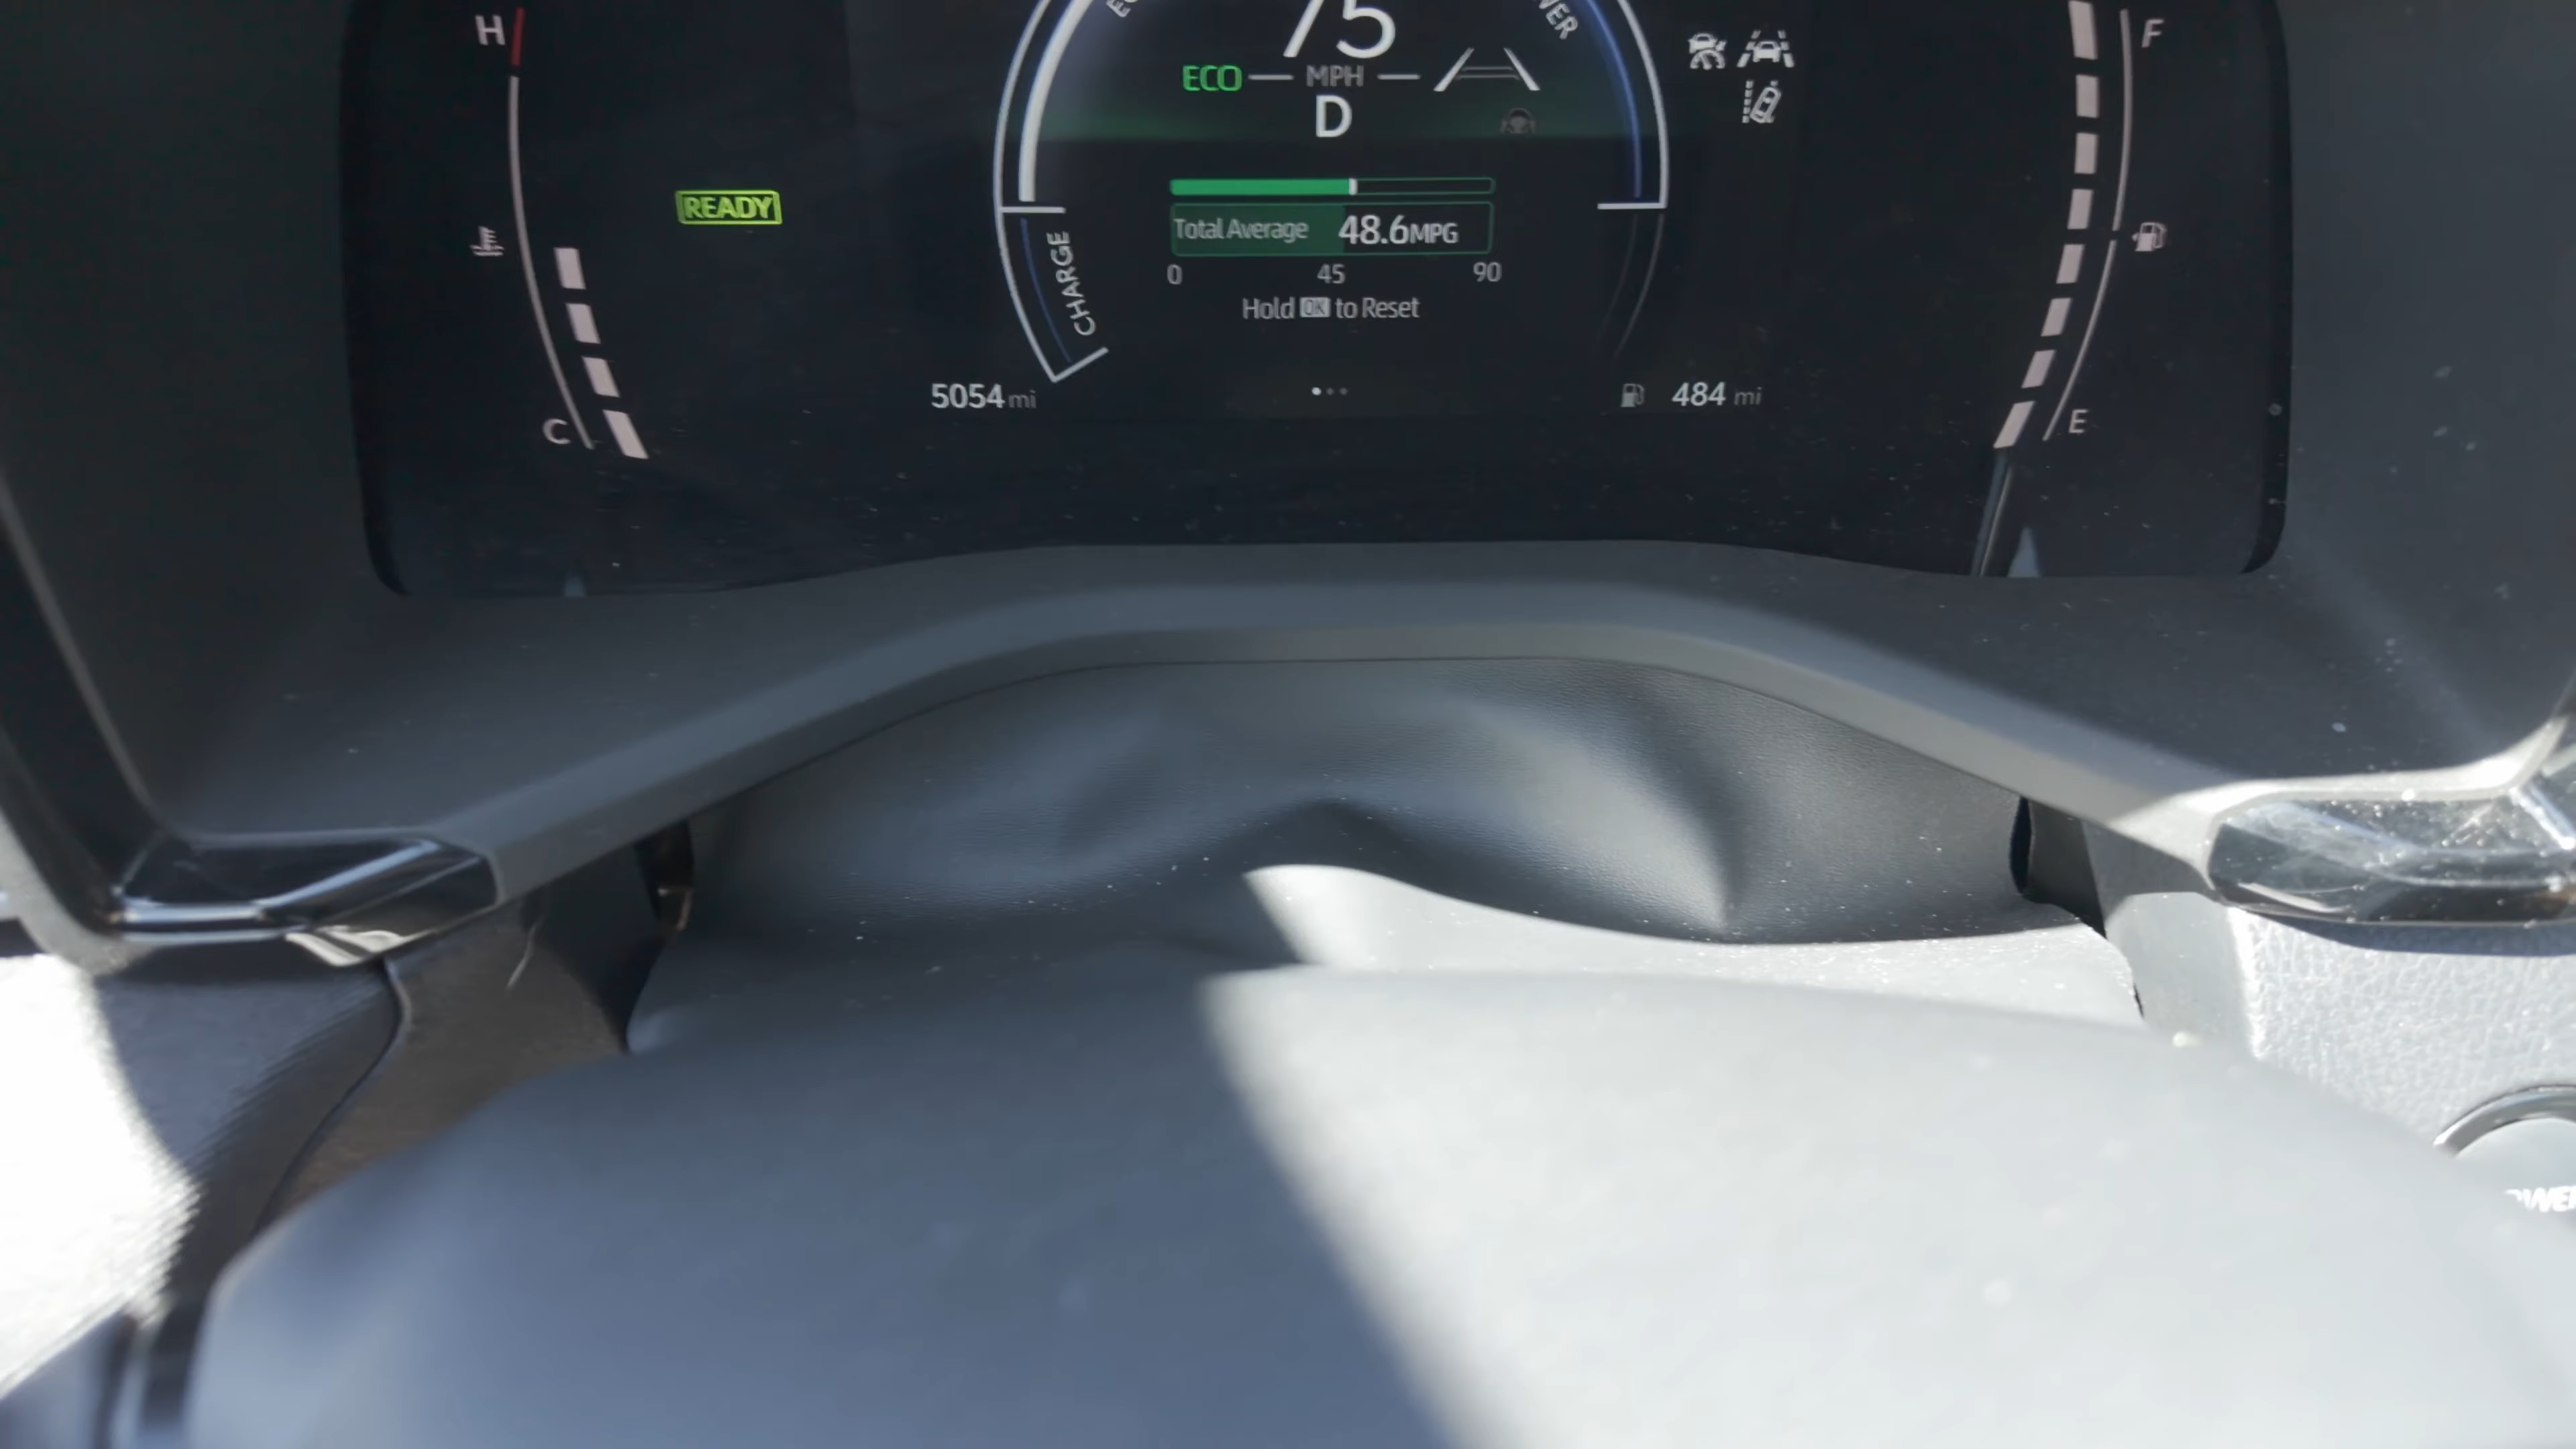 H
75
F
ECO
MPH
D
READY
Total Average 48.6MPG
CHARGE
0 45 90
Hold OK to Reset
5054 mi
484 mi
C
E